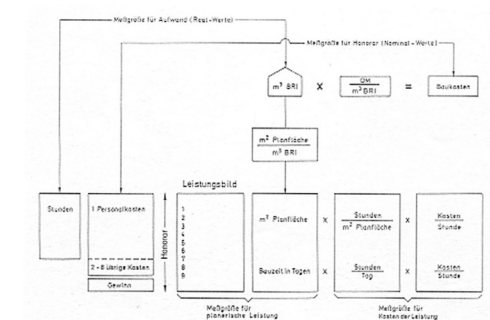 Meßgröße für Aufwand (Real-Werte)
Meßgröße für Honorar (Nominal-Werte)
m³ BRI
x
DM
m³ BRI
=
Baukosten
m² Planfläche
m³ BRI
Leistungsbild
Stunden
1 Personalkosten
2-8 übrige Kosten
Gewinn
Honorar
1
2
3
4
5
6
7
8
9
m² Planfläche
x
Stunden
m² Planfläche
x
Kosten
Stunde
Bauzeit in Tagen
x
Stunden
Tag
x
Kosten
Stunde
Meßgröße für
planerische Leistung
Meßgröße für
Kosten der Leistung